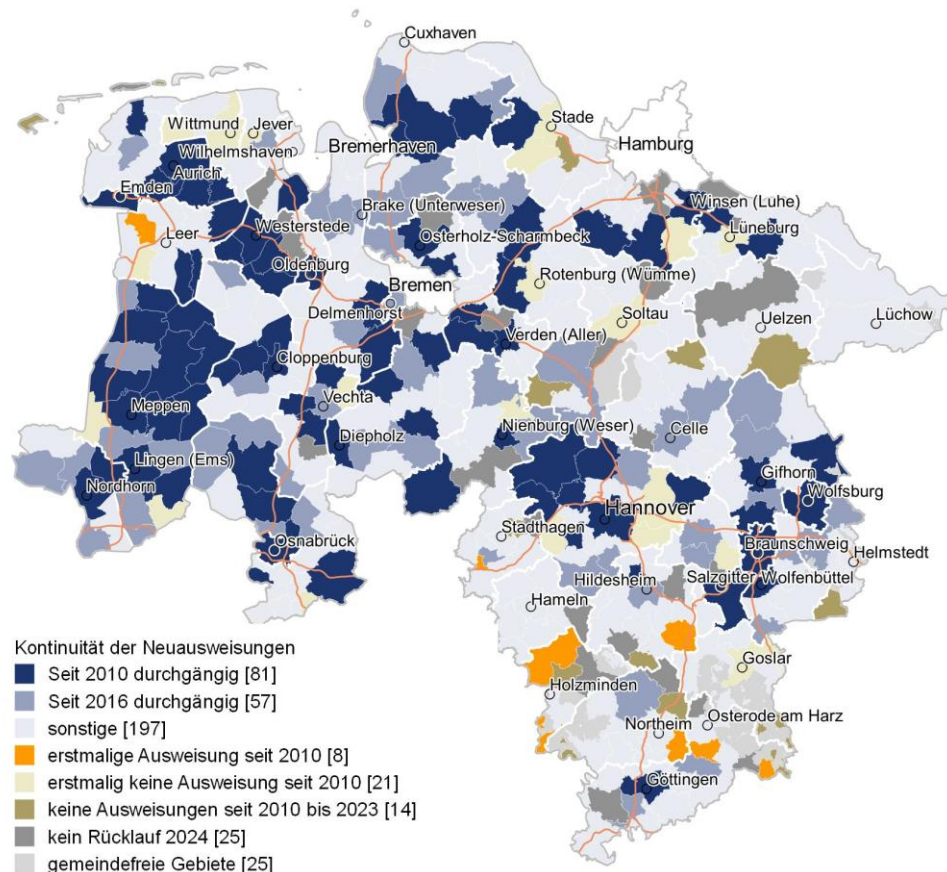 Cuxhaven
Wittmund
Jever
Stade
Bremerhaven
Hamburg
Wilhelmshaven
Aurich
Emden
Brake (Unterweser)
Winsen (Luhe)
Westerstede
Leer
Osterholz-Scharmbeck
Lüneburg
Oldenburg
Rotenburg (Wümme)
Bremen
Delmenhorst
Soltau
Uelzen
Lüchow
Verden (Aller)
Cloppenburg
Vechta
Meppen
Nienburg (Weser)
Celle
Diepholz
Lingen (Ems)
Gifhorn
Nordhorn
Wolfsburg
Hannover
Stadthagen
Osnabrück
Braunschweig
Helmstedt
Hildesheim
Salzgitter
Wolfenbüttel
Hameln
Kontinuität der Neuausweisungen
Seit 2010 durchgängig [81]
Goslar
Seit 2016 durchgängig [57]
Holzminden
sonstige [197]
Northeim
Osterode am Harz
erstmalige Ausweisung seit 2010 [8]
erstmalig keine Ausweisung seit 2010 [21]
Göttingen
keine Ausweisungen seit 2010 bis 2023 [14]
kein Rücklauf 2024 [25]
gemeindefreie Gebiete [25]